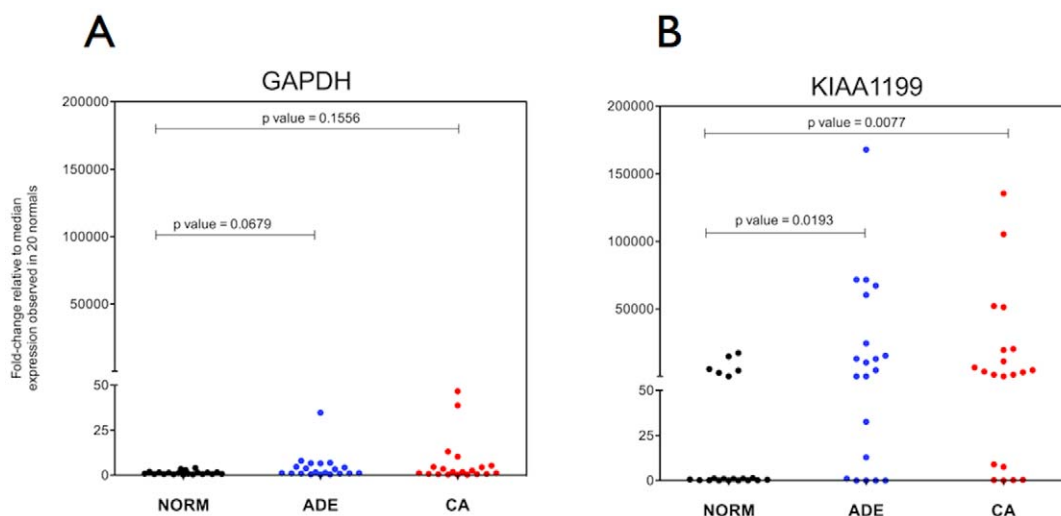 A
GAPDH
Fold-change relative to median
expression observed in 20 normals
200000
150000
100000
50000
50
25
0
p value = 0.1556
p value = 0.0679
NORM ADE CA
B
KIAA1199
200000
150000
100000
50000
50
25
0
p value = 0.0077
p value = 0.0193
NORM ADE CA